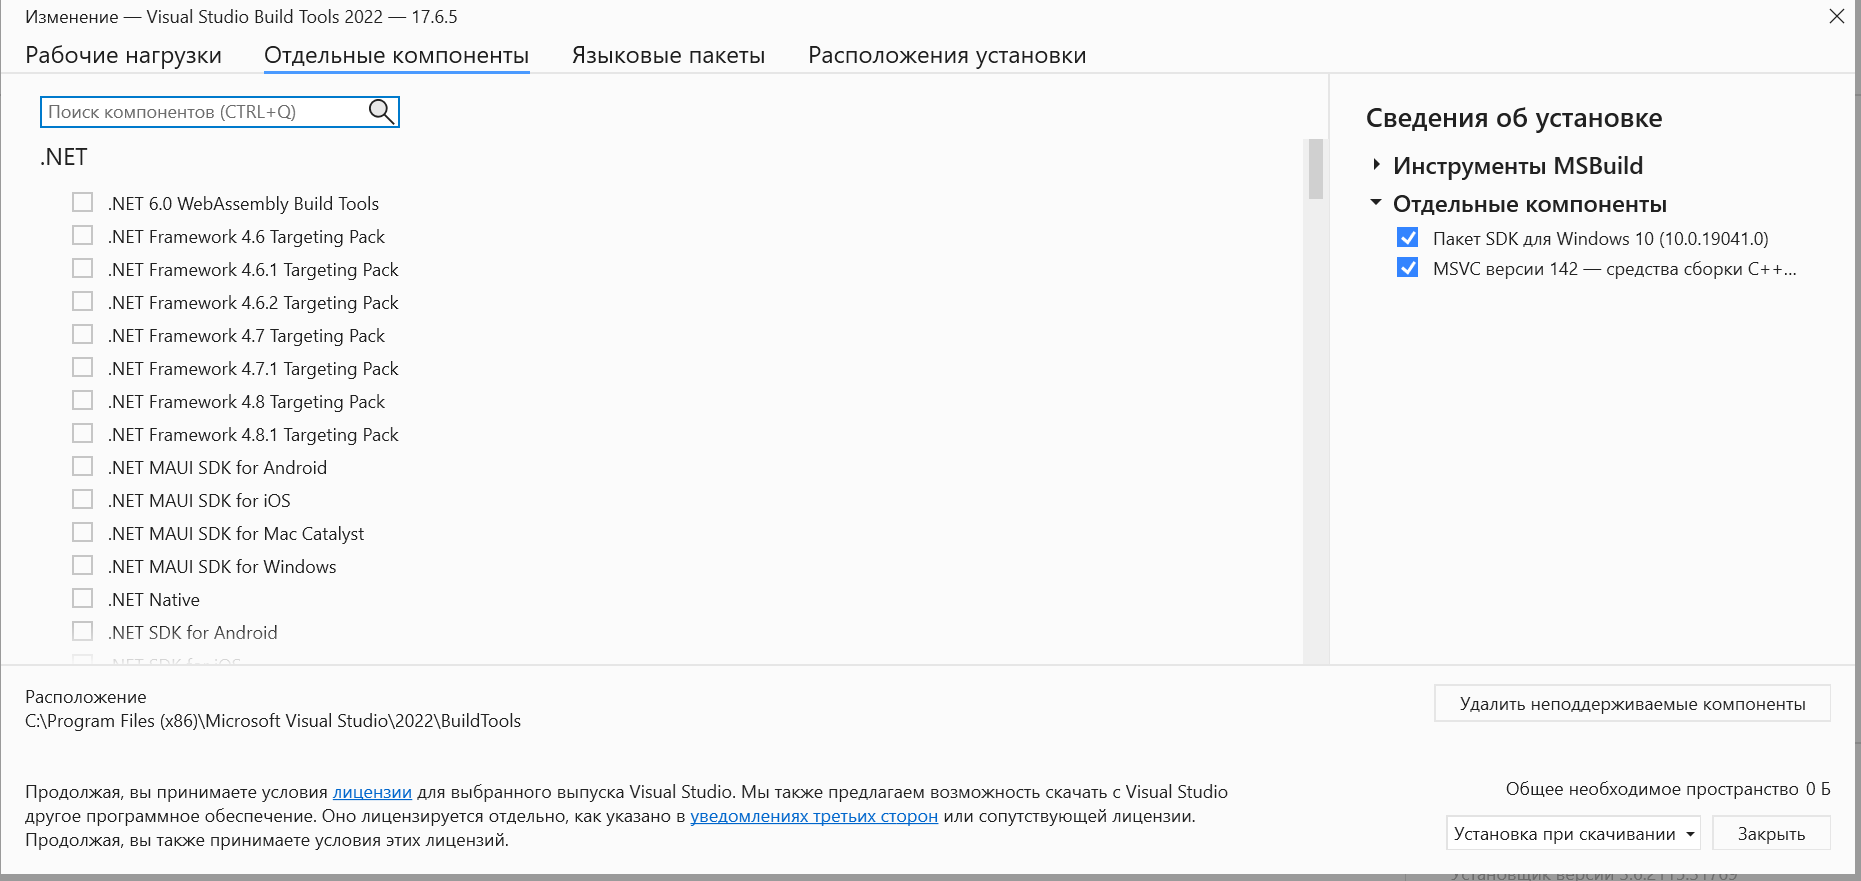 Изменение — Visual Studio Build Tools 2022 — 17.6.5
Рабочие нагрузки
Отдельные компоненты
Языковые пакеты
Расположения установки
Поиск компонентов (CTRL+Q)
.NET
.NET 6.0 WebAssembly Build Tools
.NET Framework 4.6 Targeting Pack
.NET Framework 4.6.1 Targeting Pack
.NET Framework 4.6.2 Targeting Pack
.NET Framework 4.7 Targeting Pack
.NET Framework 4.7.1 Targeting Pack
.NET Framework 4.8 Targeting Pack
.NET Framework 4.8.1 Targeting Pack
.NET MAUI SDK for Android
.NET MAUI SDK for iOS
.NET MAUI SDK for Mac Catalyst
.NET MAUI SDK for Windows
.NET Native
.NET SDK for Android
.NET SDK for iOS
Сведения об установке
Инструменты MSBuild
Отдельные компоненты
Пакет SDK для Windows 10 (10.0.19041.0)
MSVC версии 142 — средства сборки C++...
Расположение
C:\Program Files (x86)\Microsoft Visual Studio\2022\BuildTools
Удалить неподдерживаемые компоненты
Продолжая, вы принимаете условия лицензии для выбранного выпуска Visual Studio. Мы также предлагаем возможность скачать с Visual Studio
другое программное обеспечение. Оно лицензируется отдельно, как указано в уведомлениях третьих сторон или сопутствующей лицензии.
Продолжая, вы также принимаете условия этих лицензий.
Общее необходимое пространство 0 Б
Установка при скачивании
Закрыть
Установщик версии